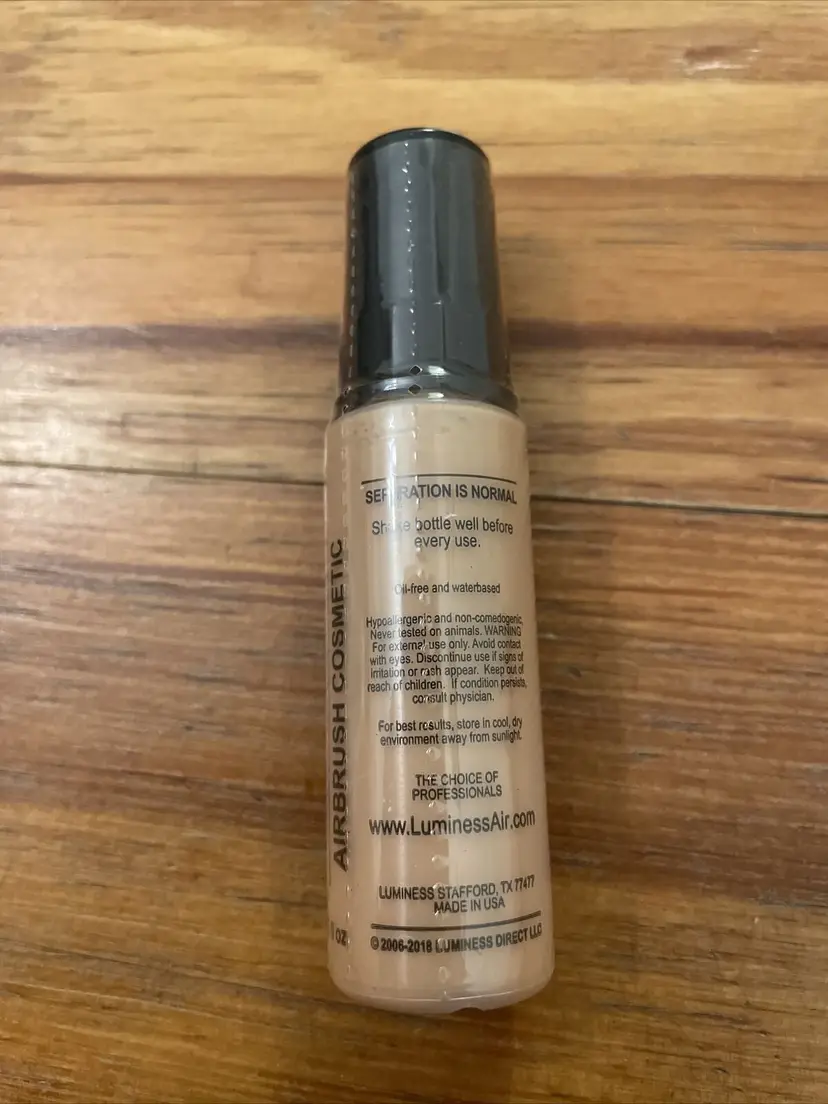 SEPARATION IS NORMAL
Shake bottle well before
every use.
Oil-free and waterbased
Hypoallergenic and non-comedogenic,
Never tested on animals. WARNING
For external use only. Avoid contact
with eyes. Discontinue use if signs of
irritation or rash appear. Keep out of
reach of children. If condition persists,
consult physician.
For best results, store in cool, dry
environment away from sunlight.
THE CHOICE OF
PROFESSIONALS
www.LuminessAir.com
LUMINESS STAFFORD, TX 77477
MADE IN USA
© 2006-2018 LUMINESS DIRECT LLC
AIRBRUSH COSMETIC
oz